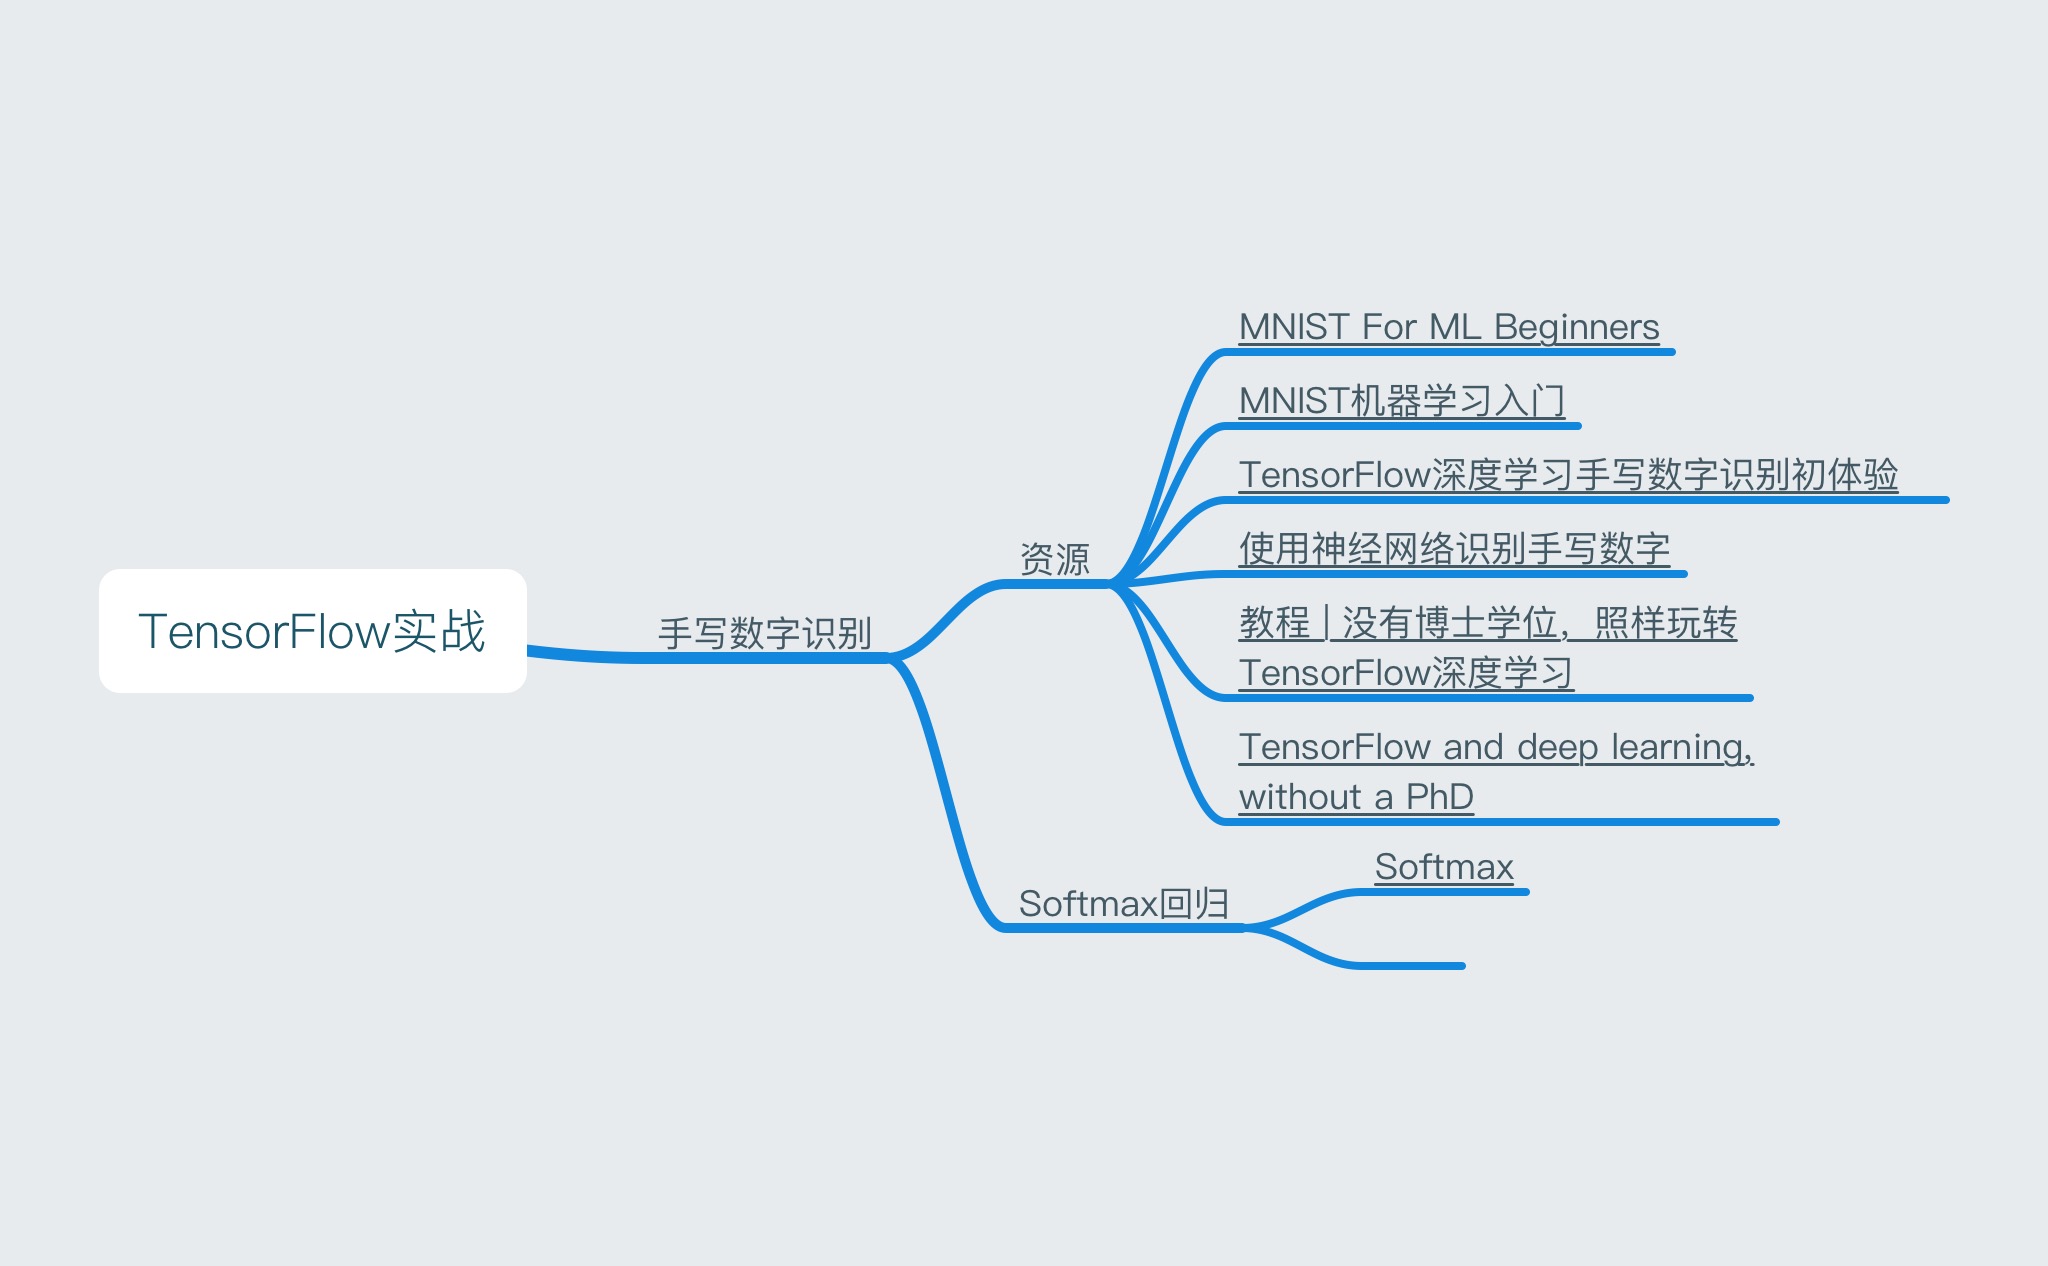 TensorFlow实战
手写数字识别
资源
MNIST For ML Beginners
MNIST机器学习入门
TensorFlow深度学习手写数字识别初体验
使用神经网络识别手写数字
教程 | 没有博士学位，照样玩转
TensorFlow深度学习
TensorFlow and deep learning,
without a PhD
Softmax回归
Softmax